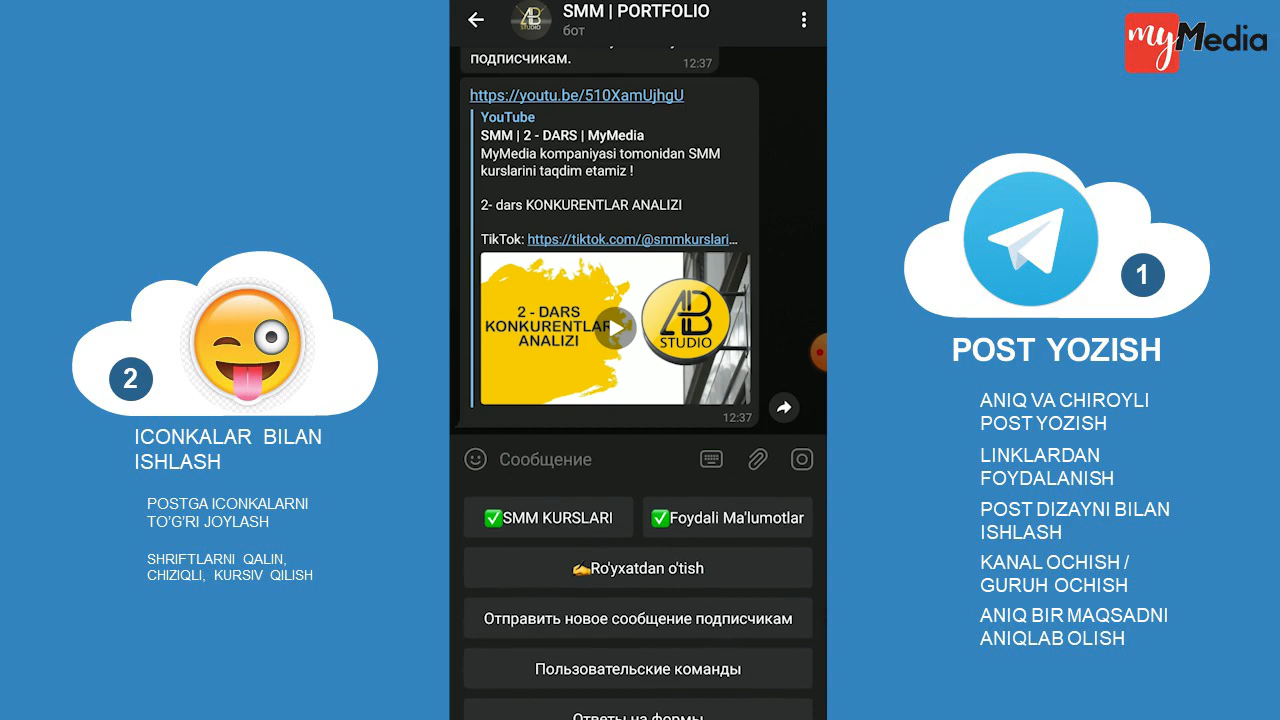 SMM | PORTFOLIO
бот
подписчикам.
12:37
https://youtu.be/510XamUjhgU
YouTube
SMM | 2 - DARS | MyMedia
MyMedia kompaniyasi tomonidan SMM
kurslarini taqdim etamiz !
2- dars KONKURENTLAR ANALIZI
TikTok: https://tiktok.com/@smmkurslari...
2 - DARS
KONKURENTLAR
ANALIZI
AB
STUDIO
12:37
Сообщение
✅SMM KURSLARI
✅Foydali Ma'lumotlar
✍Ro'yxatdan o'tish
Отправить новое сообщение подписчикам
Пользовательские команды
Ответы на формы
myMedia
1
POST YOZISH
ANIQ VA CHIROYLI
POST YOZISH
LINKLARDAN
FOYDALANISH
POST DIZAYNI BILAN
ISHLASH
KANAL OCHISH /
GURUH OCHISH
ANIQ BIR MAQSADNI
ANIQLAB OLISH
2
ICONKALAR BILAN
ISHLASH
POSTGA ICONKALARNI
TO'G'RI JOYLASH
SHRIFTLARNI QALIN,
CHIZIQLI, KURSIV QILISH